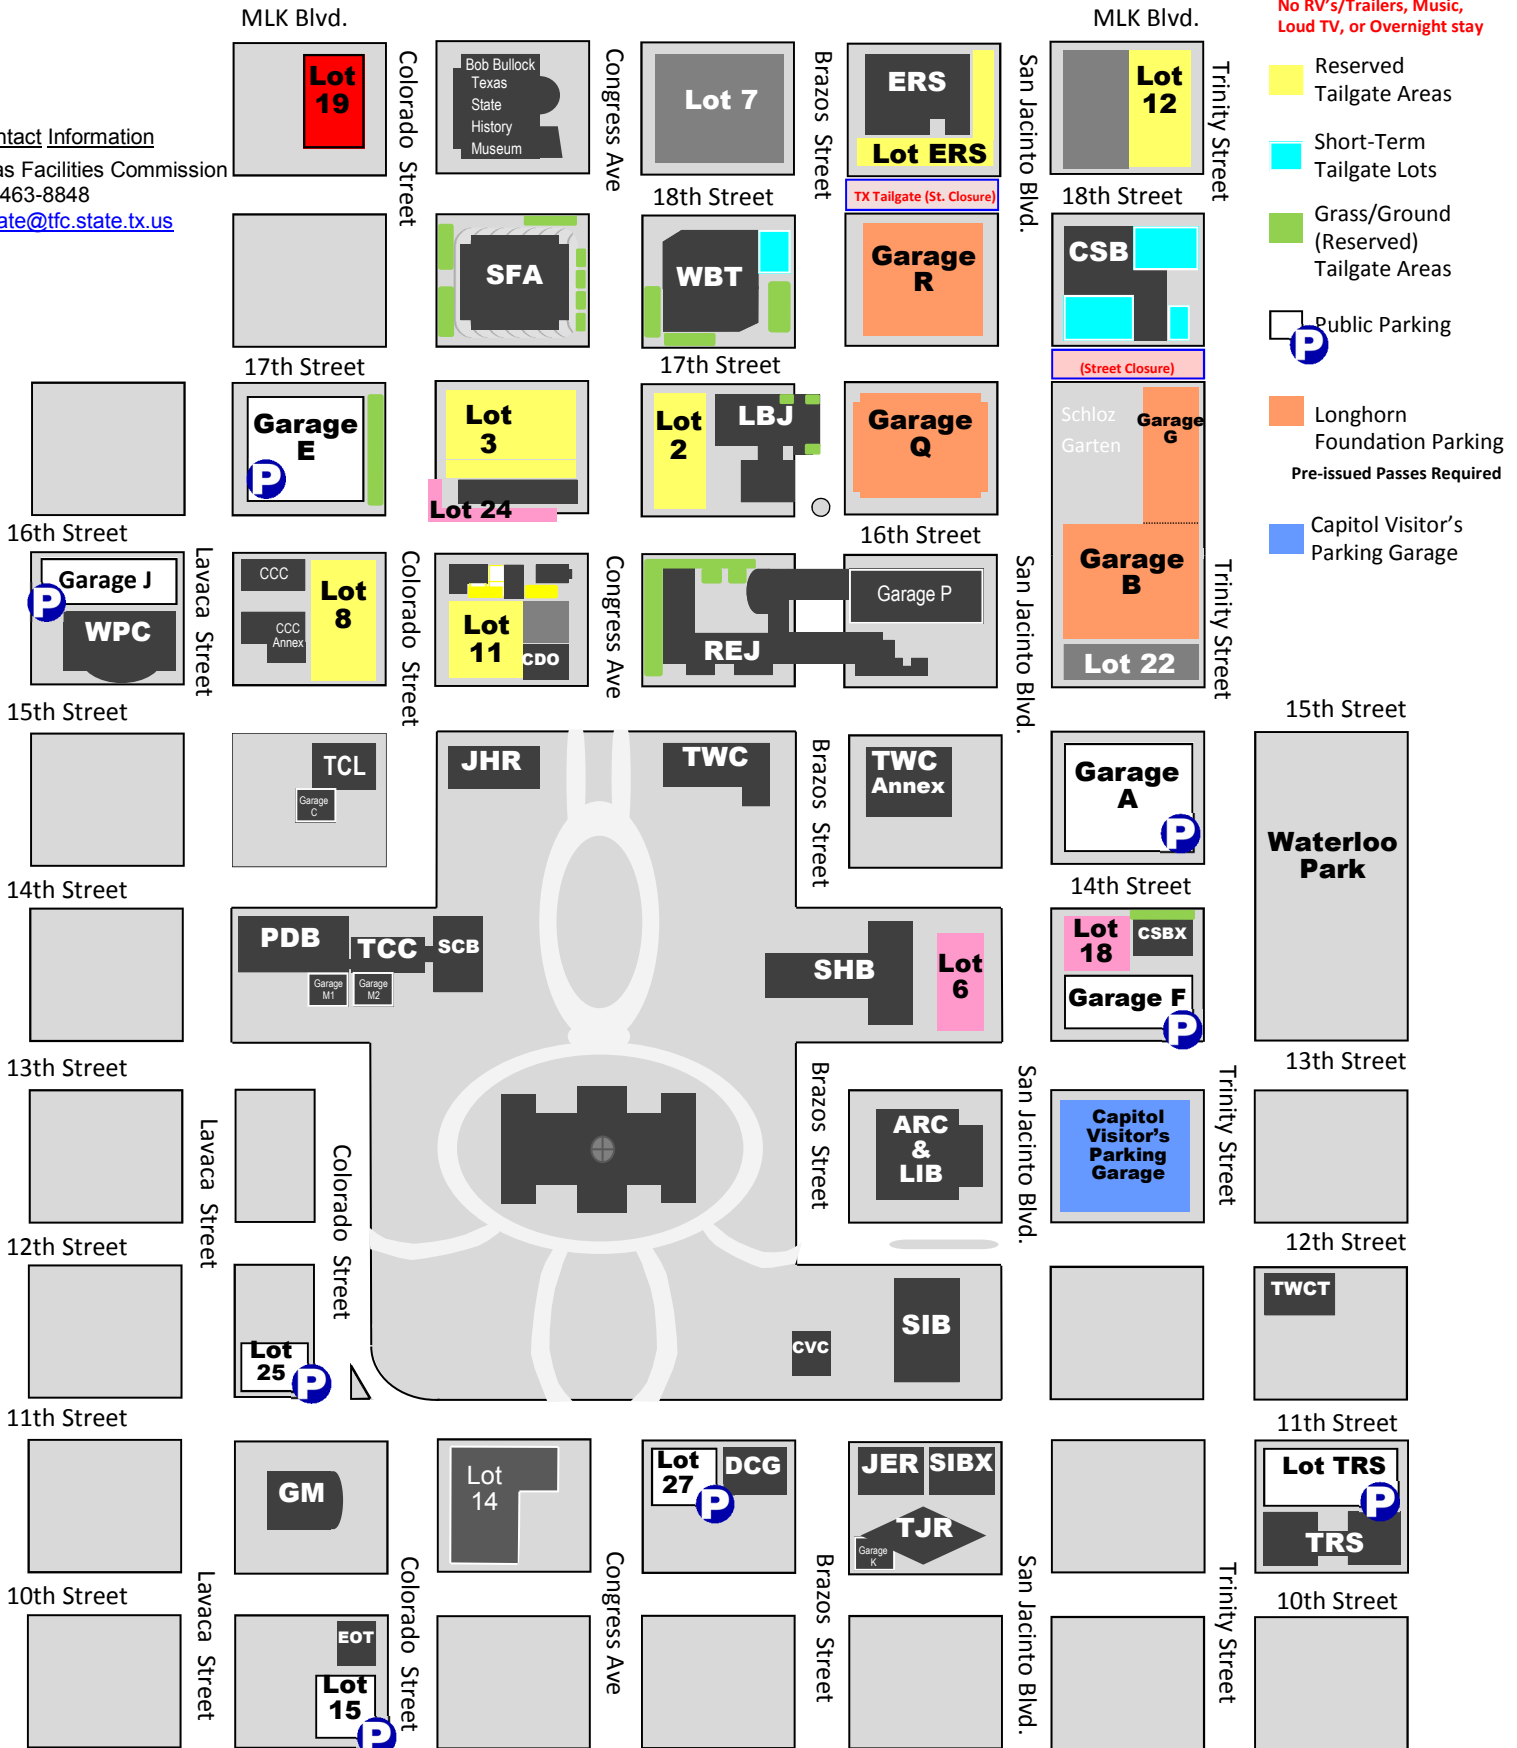 MLK Blvd.
MLK Blvd.
No RV's/Trailers, Music,
Loud TV, or Overnight stay
Reserved
Tailgate Areas
Short-Term
Tailgate Lots
Grass/Ground
(Reserved)
Tailgate Areas
Public Parking
P
Longhorn
Foundation Parking
Pre-issued Passes Required
Capitol Visitor's
Parking Garage
ntact Information
as Facilities Commission
463-8848
ate@tfc.state.tx.us
Lot
19
Colorado Street
Bob Bullock
Texas
State
History
Museum
Congress Ave
Lot 7
Brazos Street
ERS
Lot ERS
San Jacinto Blvd.
Lot
12
Trinity Street
18th Street
TX Tailgate (St. Closure)
18th Street
SFA
WBT
Garage
R
CSB
17th Street
17th Street
(Street Closure)
Garage
E
P
Lot
3
Lot 24
Lot
2
LBJ
Garage
Q
Schloz
Garten
Garage
G
16th Street
16th Street
Garage J
P
WPC
Lavaca Street
CCC
CCC
Annex
Lot
8
Colorado Street
Lot
11
CDO
Congress Ave
REJ
Garage P
San Jacinto Blvd.
Garage
B
Lot 22
Trinity Street
15th Street
15th Street
TCL
Garage
C
JHR
TWC
Brazos Street
TWC
Annex
Garage
A
P
Waterloo
Park
14th Street
14th Street
PDB
TCC
SCB
Garage
M1
Garage
M2
SHB
Lot
6
Lot
18
CSBX
Garage F
P
13th Street
13th Street
Lavaca Street
Colorado Street
Brazos Street
ARC
&
LIB
San Jacinto Blvd.
Capitol
Visitor's
Parking
Garage
Trinity Street
12th Street
12th Street
Lot
25
P
CVC
SIB
TWCT
11th Street
11th Street
GM
Lot
14
Lot
27
P
DCG
JER
SIBX
TJR
Garage
K
Lot TRS
P
TRS
10th Street
10th Street
Lavaca Street
EOT
Lot
15
P
Colorado Street
Congress Ave
Brazos Street
San Jacinto Blvd.
Trinity Street